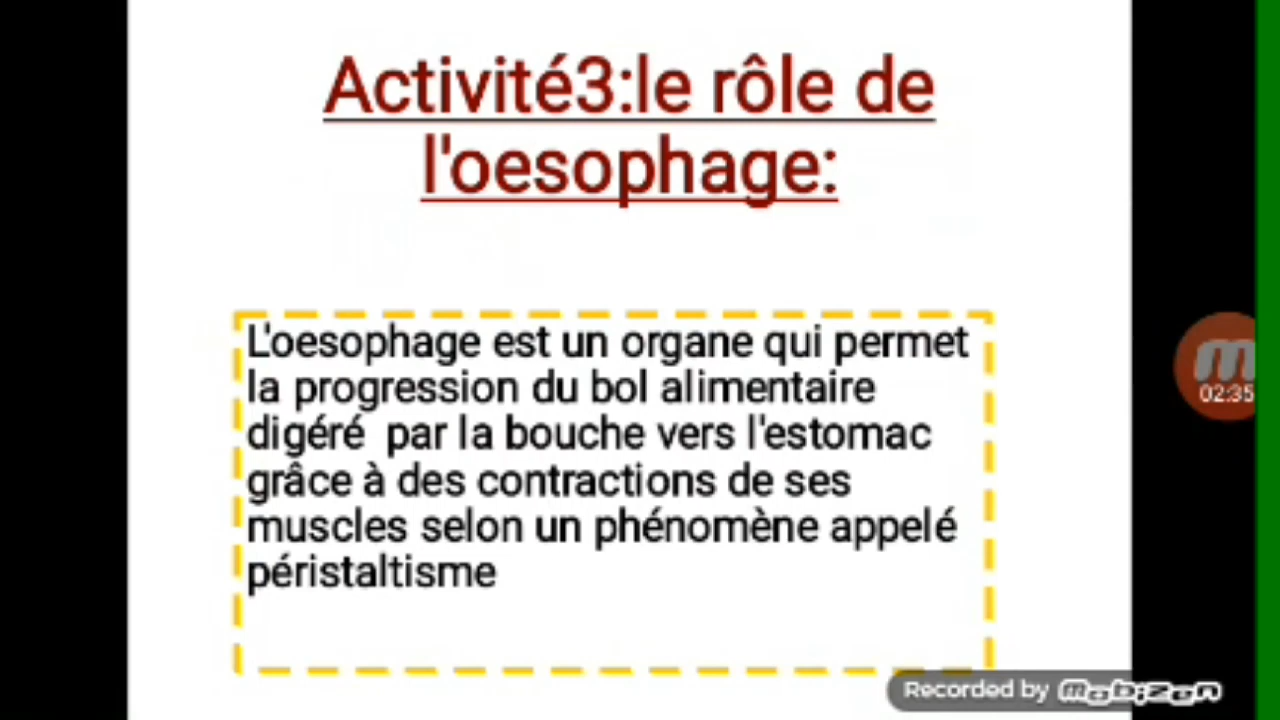 Activité3:le rôle de
l'oesophage:
L'oesophage est un organe qui permet
la progression du bol alimentaire
digéré par la bouche vers l'estomac
grâce à des contractions de ses
muscles selon un phénomène appelé
péristaltisme
02:35
Recorded by mobizen